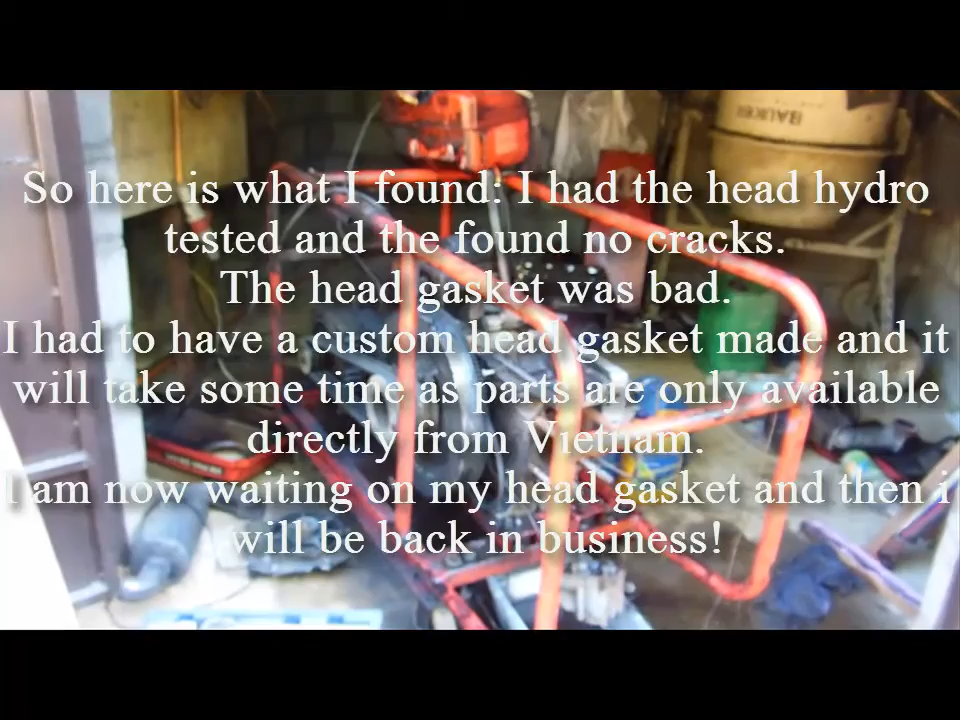 So here is what I found: I had the head hydro
tested and the found no cracks.
The head gasket was bad.
I had to have a custom head gasket made and it
will take some time as parts are only available
directly from Vietnam.
I am now waiting on my head gasket and then i
will be back in business!
BAUKER